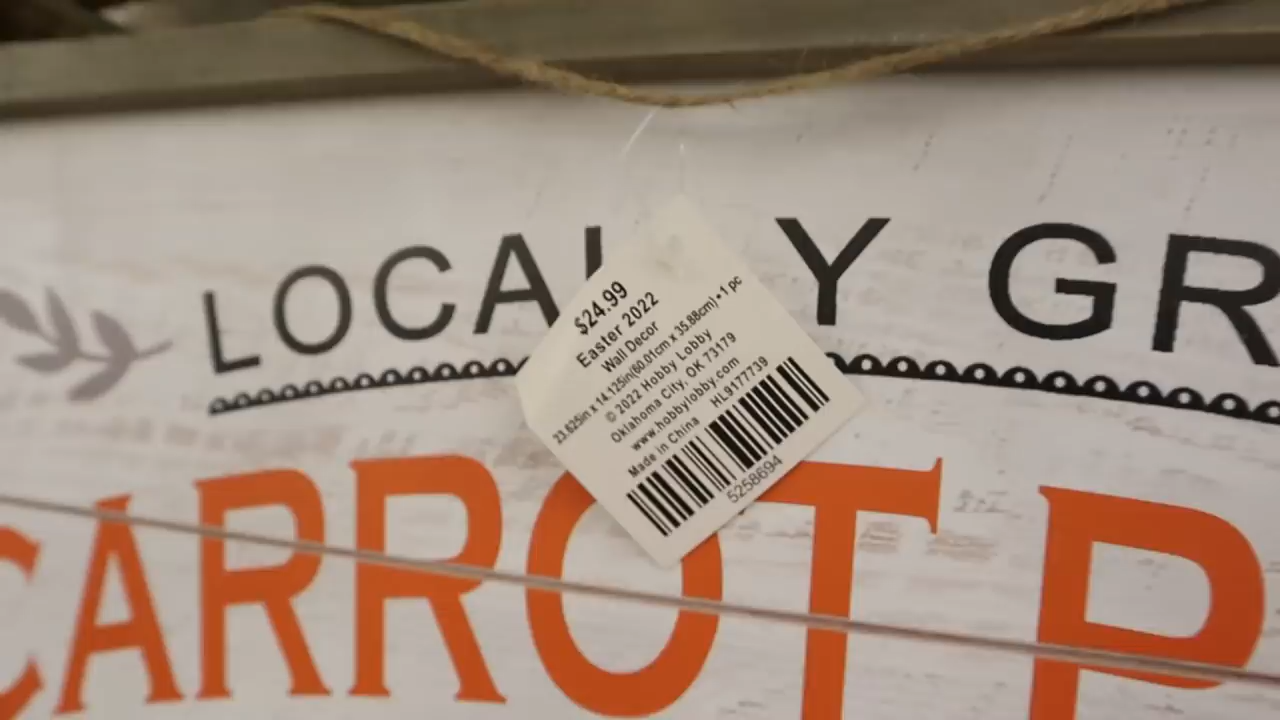 LOCALLY GR
CARROT P
$24.99
Easter 2022
Wall Decor
23.625in x 14.125in(60.01cm x 35.88cm) • 1 pc
© 2022 Hobby Lobby
Oklahoma City, OK 73179
www.hobbylobby.com
Made in China HL9177739
5258694